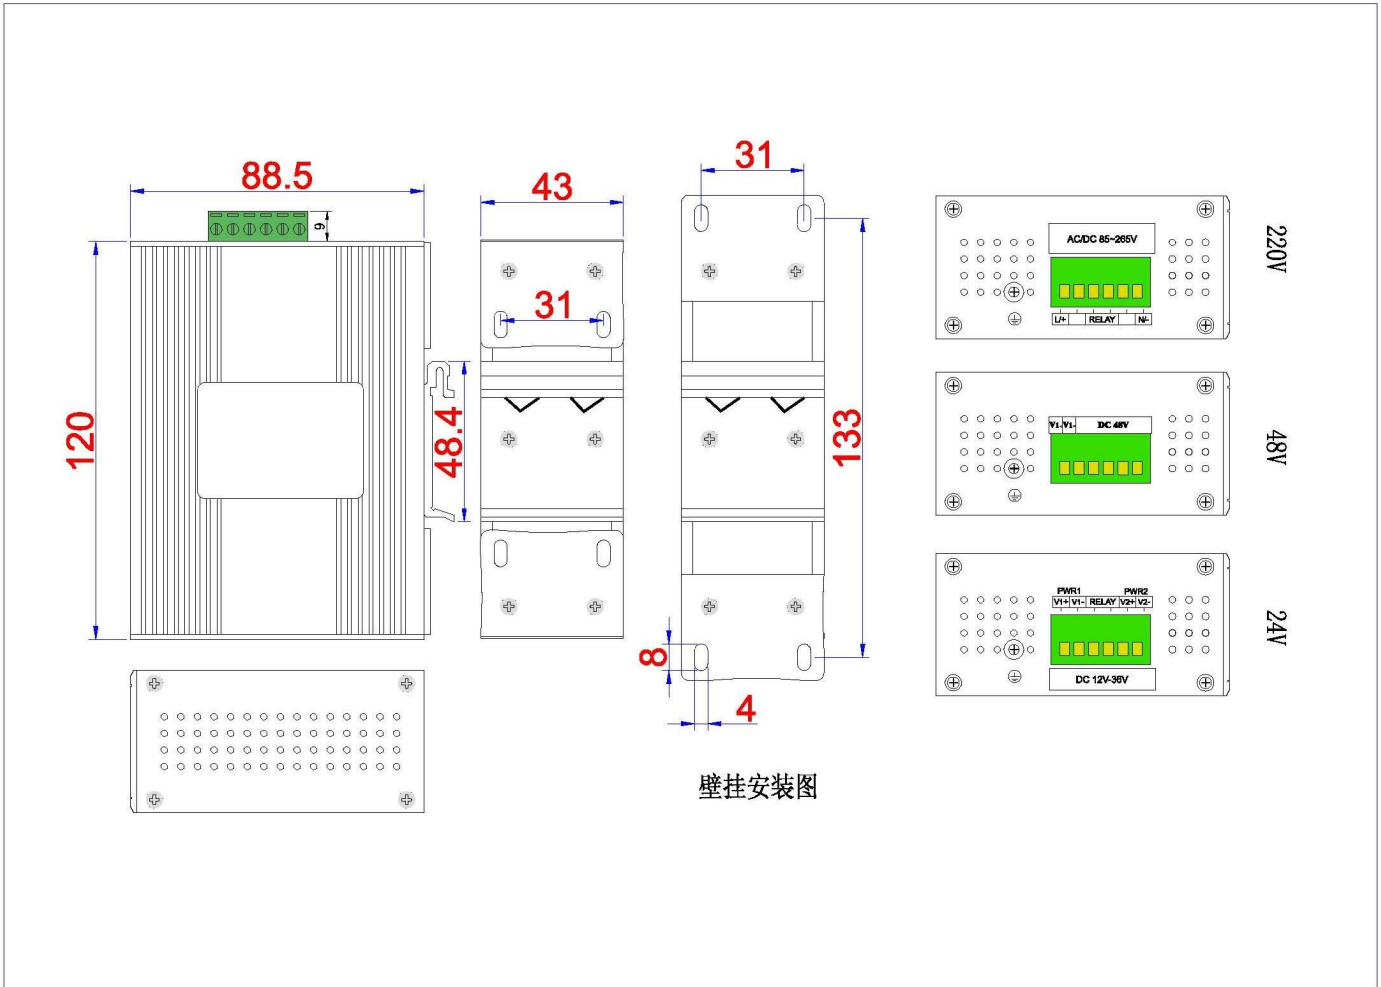 88.5
9
120
48.4
43
31
31
133
8
4
壁挂安装图
AC/DC 85~265V
L/+ RELAY N/-
220V
V1- V1- DC 48V
48V
PWR1 PWR2
V1+ V1- RELAY V2+ V2-
DC 12V-36V
24V